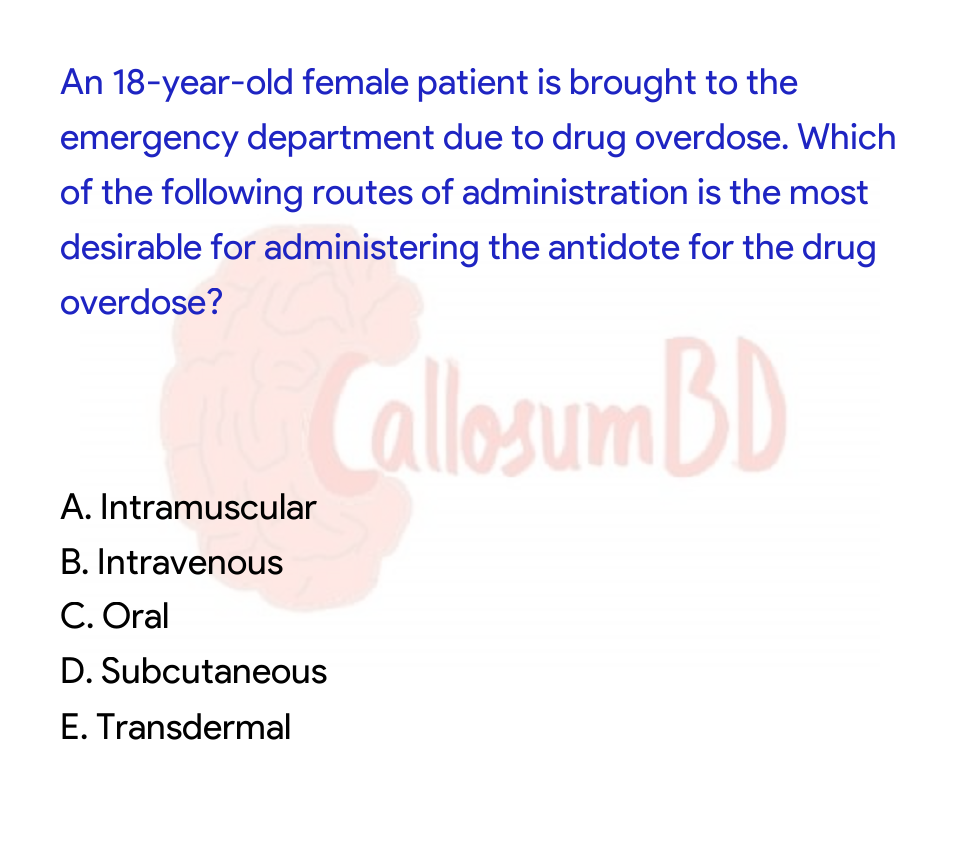 An 18-year-old female patient is brought to the
emergency department due to drug overdose. Which
of the following routes of administration is the most
desirable for administering the antidote for the drug
overdose?
CallosumBD
A. Intramuscular
B. Intravenous
C. Oral
D. Subcutaneous
E. Transdermal